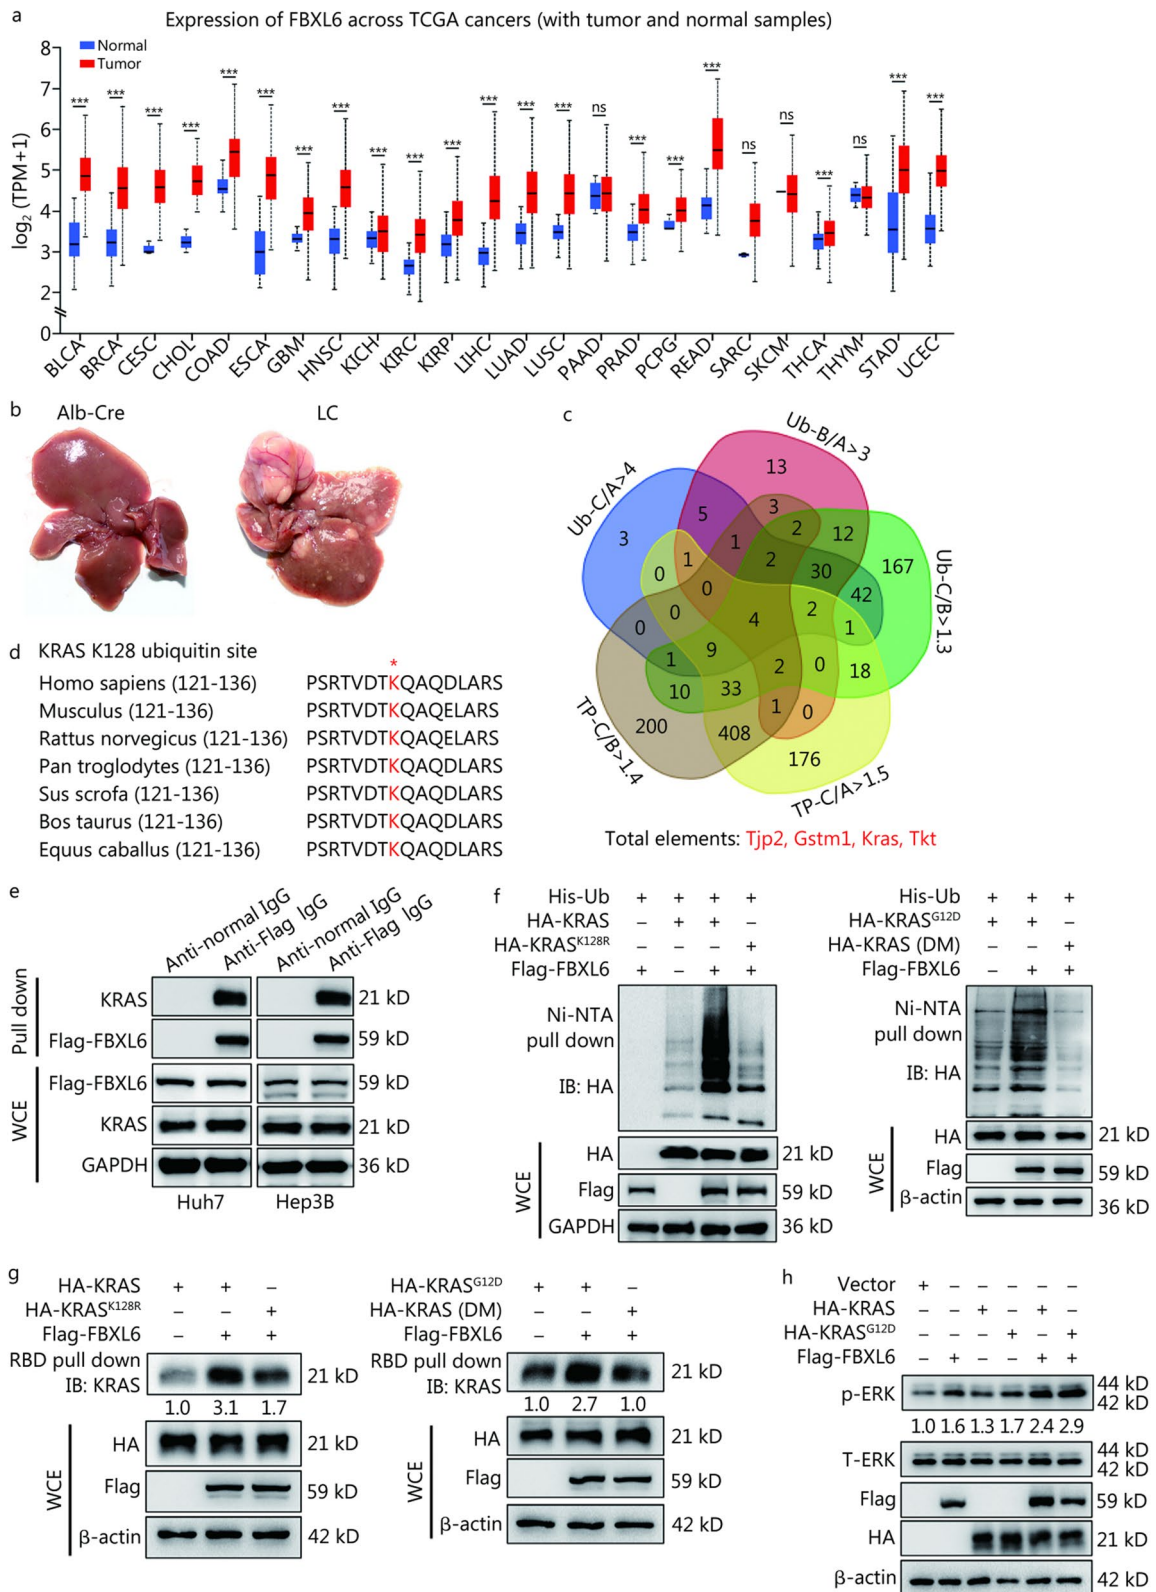 a Expression of FBXL6 across TCGA cancers (with tumor and normal samples)
Normal
Tumor
log2 (TPM+1)
8
7
6
5
4
3
2
0
*** *** *** *** *** *** *** *** *** *** *** *** *** *** ns *** *** *** ns ns *** ns *** ***
BLCA BRCA CESC CHOL COAD ESCA GBM HNSC KICH KIRC KIRP LIHC LUAD LUSC PAAD PRAD PCPG READ SARC SKCM THCA THYM STAD UCEC
b Alb-Cre LC
c
Ub-C/A>4
Ub-B/A>3
Ub-C/B>1.3
TP-C/A>1.5
TP-C/B>1.4
13
3 5 3 2 12 167
1 2 30 42
0 1 0 4 2 1
0 0 9 2 0 18
1 10 33 1 0
200 408 176
Total elements: Tjp2, Gstm1, Kras, Tkt
d KRAS K128 ubiquitin site
*
Homo sapiens (121-136) PSRTVDTKQAQDLARS
Musculus (121-136) PSRTVDTKQAQELARS
Rattus norvegicus (121-136) PSRTVDTKQAQELARS
Pan troglodytes (121-136) PSRTVDTKQAQDLARS
Sus scrofa (121-136) PSRTVDTKQAQDLARS
Bos taurus (121-136) PSRTVDTKQAQDLARS
Equus caballus (121-136) PSRTVDTKQAQDLARS
e
Anti-normal IgG
Anti-Flag IgG
Anti-normal IgG
Anti-Flag IgG
Pull down
KRAS 21 kD
Flag-FBXL6 59 kD
WCE
Flag-FBXL6 59 kD
KRAS 21 kD
GAPDH 36 kD
Huh7 Hep3B
f
His-Ub + + + +
HA-KRAS – + + –
HA-KRASK128R – – – +
Flag-FBXL6 + – + +
Ni-NTA
pull down
IB: HA
WCE
HA 21 kD
Flag 59 kD
GAPDH 36 kD
His-Ub + + +
HA-KRASG12D + + –
HA-KRAS (DM) – – +
Flag-FBXL6 – + +
Ni-NTA
pull down
IB: HA
WCE
HA 21 kD
Flag 59 kD
β-actin 36 kD
g
HA-KRAS + + –
HA-KRASK128R – – +
Flag-FBXL6 – + +
RBD pull down
IB: KRAS 21 kD
1.0 3.1 1.7
WCE
HA 21 kD
Flag 59 kD
β-actin 42 kD
HA-KRASG12D + + –
HA-KRAS (DM) – – +
Flag-FBXL6 – + +
RBD pull down
IB: KRAS 21 kD
1.0 2.7 1.0
WCE
HA 21 kD
Flag 59 kD
β-actin 42 kD
h
Vector + – – – – –
HA-KRAS – – + – + –
HA-KRASG12D – – – + – +
Flag-FBXL6 – + – – + +
p-ERK 44 kD
42 kD
1.0 1.6 1.3 1.7 2.4 2.9
T-ERK 44 kD
42 kD
Flag 59 kD
HA 21 kD
β-actin 42 kD